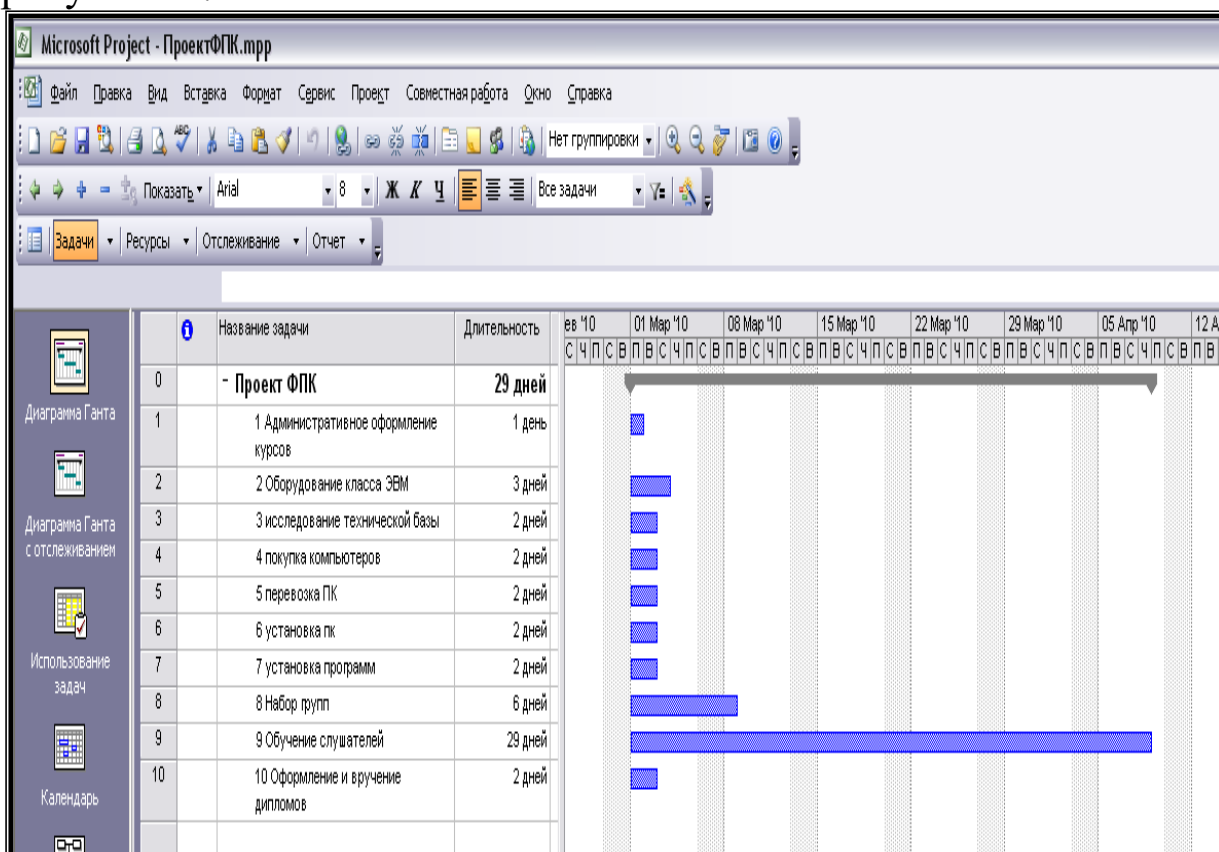 Microsoft Project - ПроектФПК.mpp
Файл Правка Вид Вставка Формат Сервис Проект Совместная работа Окно Справка
Нет группировки
Показать Arial 8 Ж К Ч Все задачи
Задачи Ресурсы Отслеживание Отчет
Название задачи Длительность ев '10 01 Мар '10 08 Мар '10 15 Мар '10 22 Мар '10 29 Мар '10 05 Апр '10 12 А
С Ч П С В П В С Ч П С В П В С Ч П С В П В С Ч П С В П В С Ч П С В П В С Ч П С В П В С Ч П С В П В
0 - Проект ФПК 29 дней
Диаграмма Ганта
1 1 Административное оформление курсов 1 день
2 2 Оборудование класса ЭВМ 3 дней
3 3 исследование технической базы 2 дней
Диаграмма Ганта с отслеживанием
4 4 покупка компьютеров 2 дней
5 5 перевозка ПК 2 дней
6 6 установка пк 2 дней
Использование задач
7 7 установка программ 2 дней
8 8 Набор групп 6 дней
9 9 Обучение слушателей 29 дней
10 10 Оформление и вручение дипломов 2 дней
Календарь